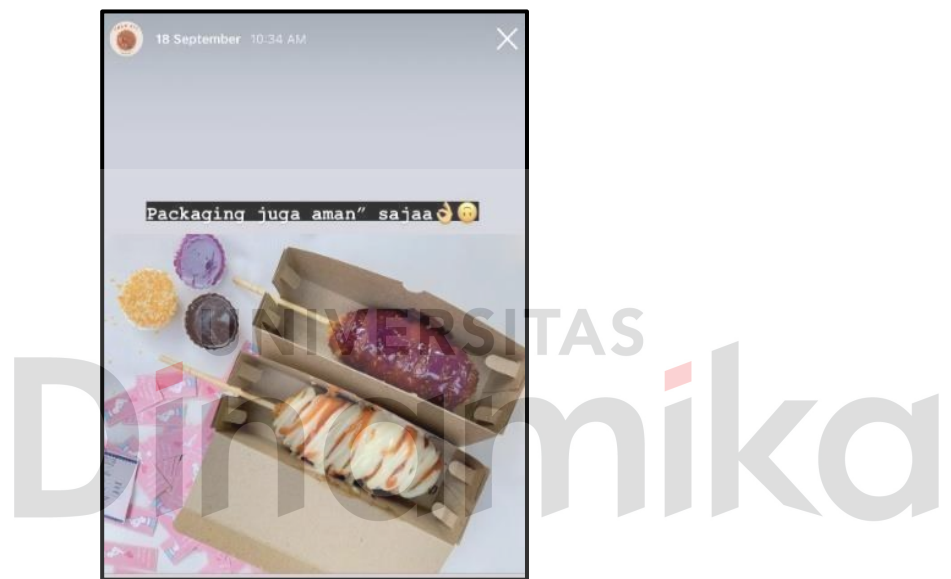 18 September 10:34 AM
Packaging juga aman” sajaa👌🙃
UNIVERSITAS
Dinamika